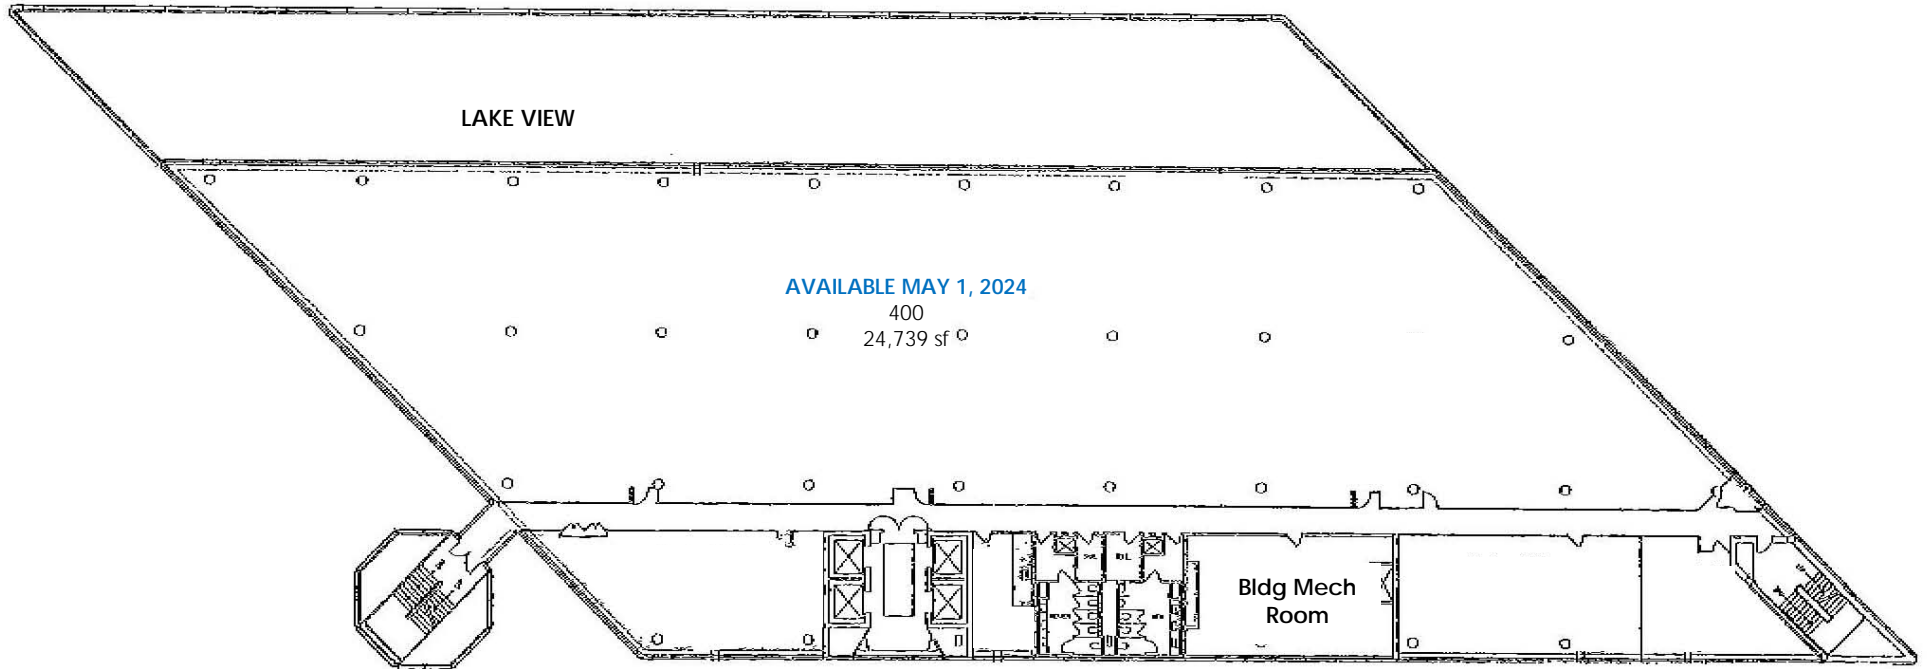 LAKE VIEW
AVAILABLE MAY 1, 2024
400
24,739 sf
Bldg Mech
Room